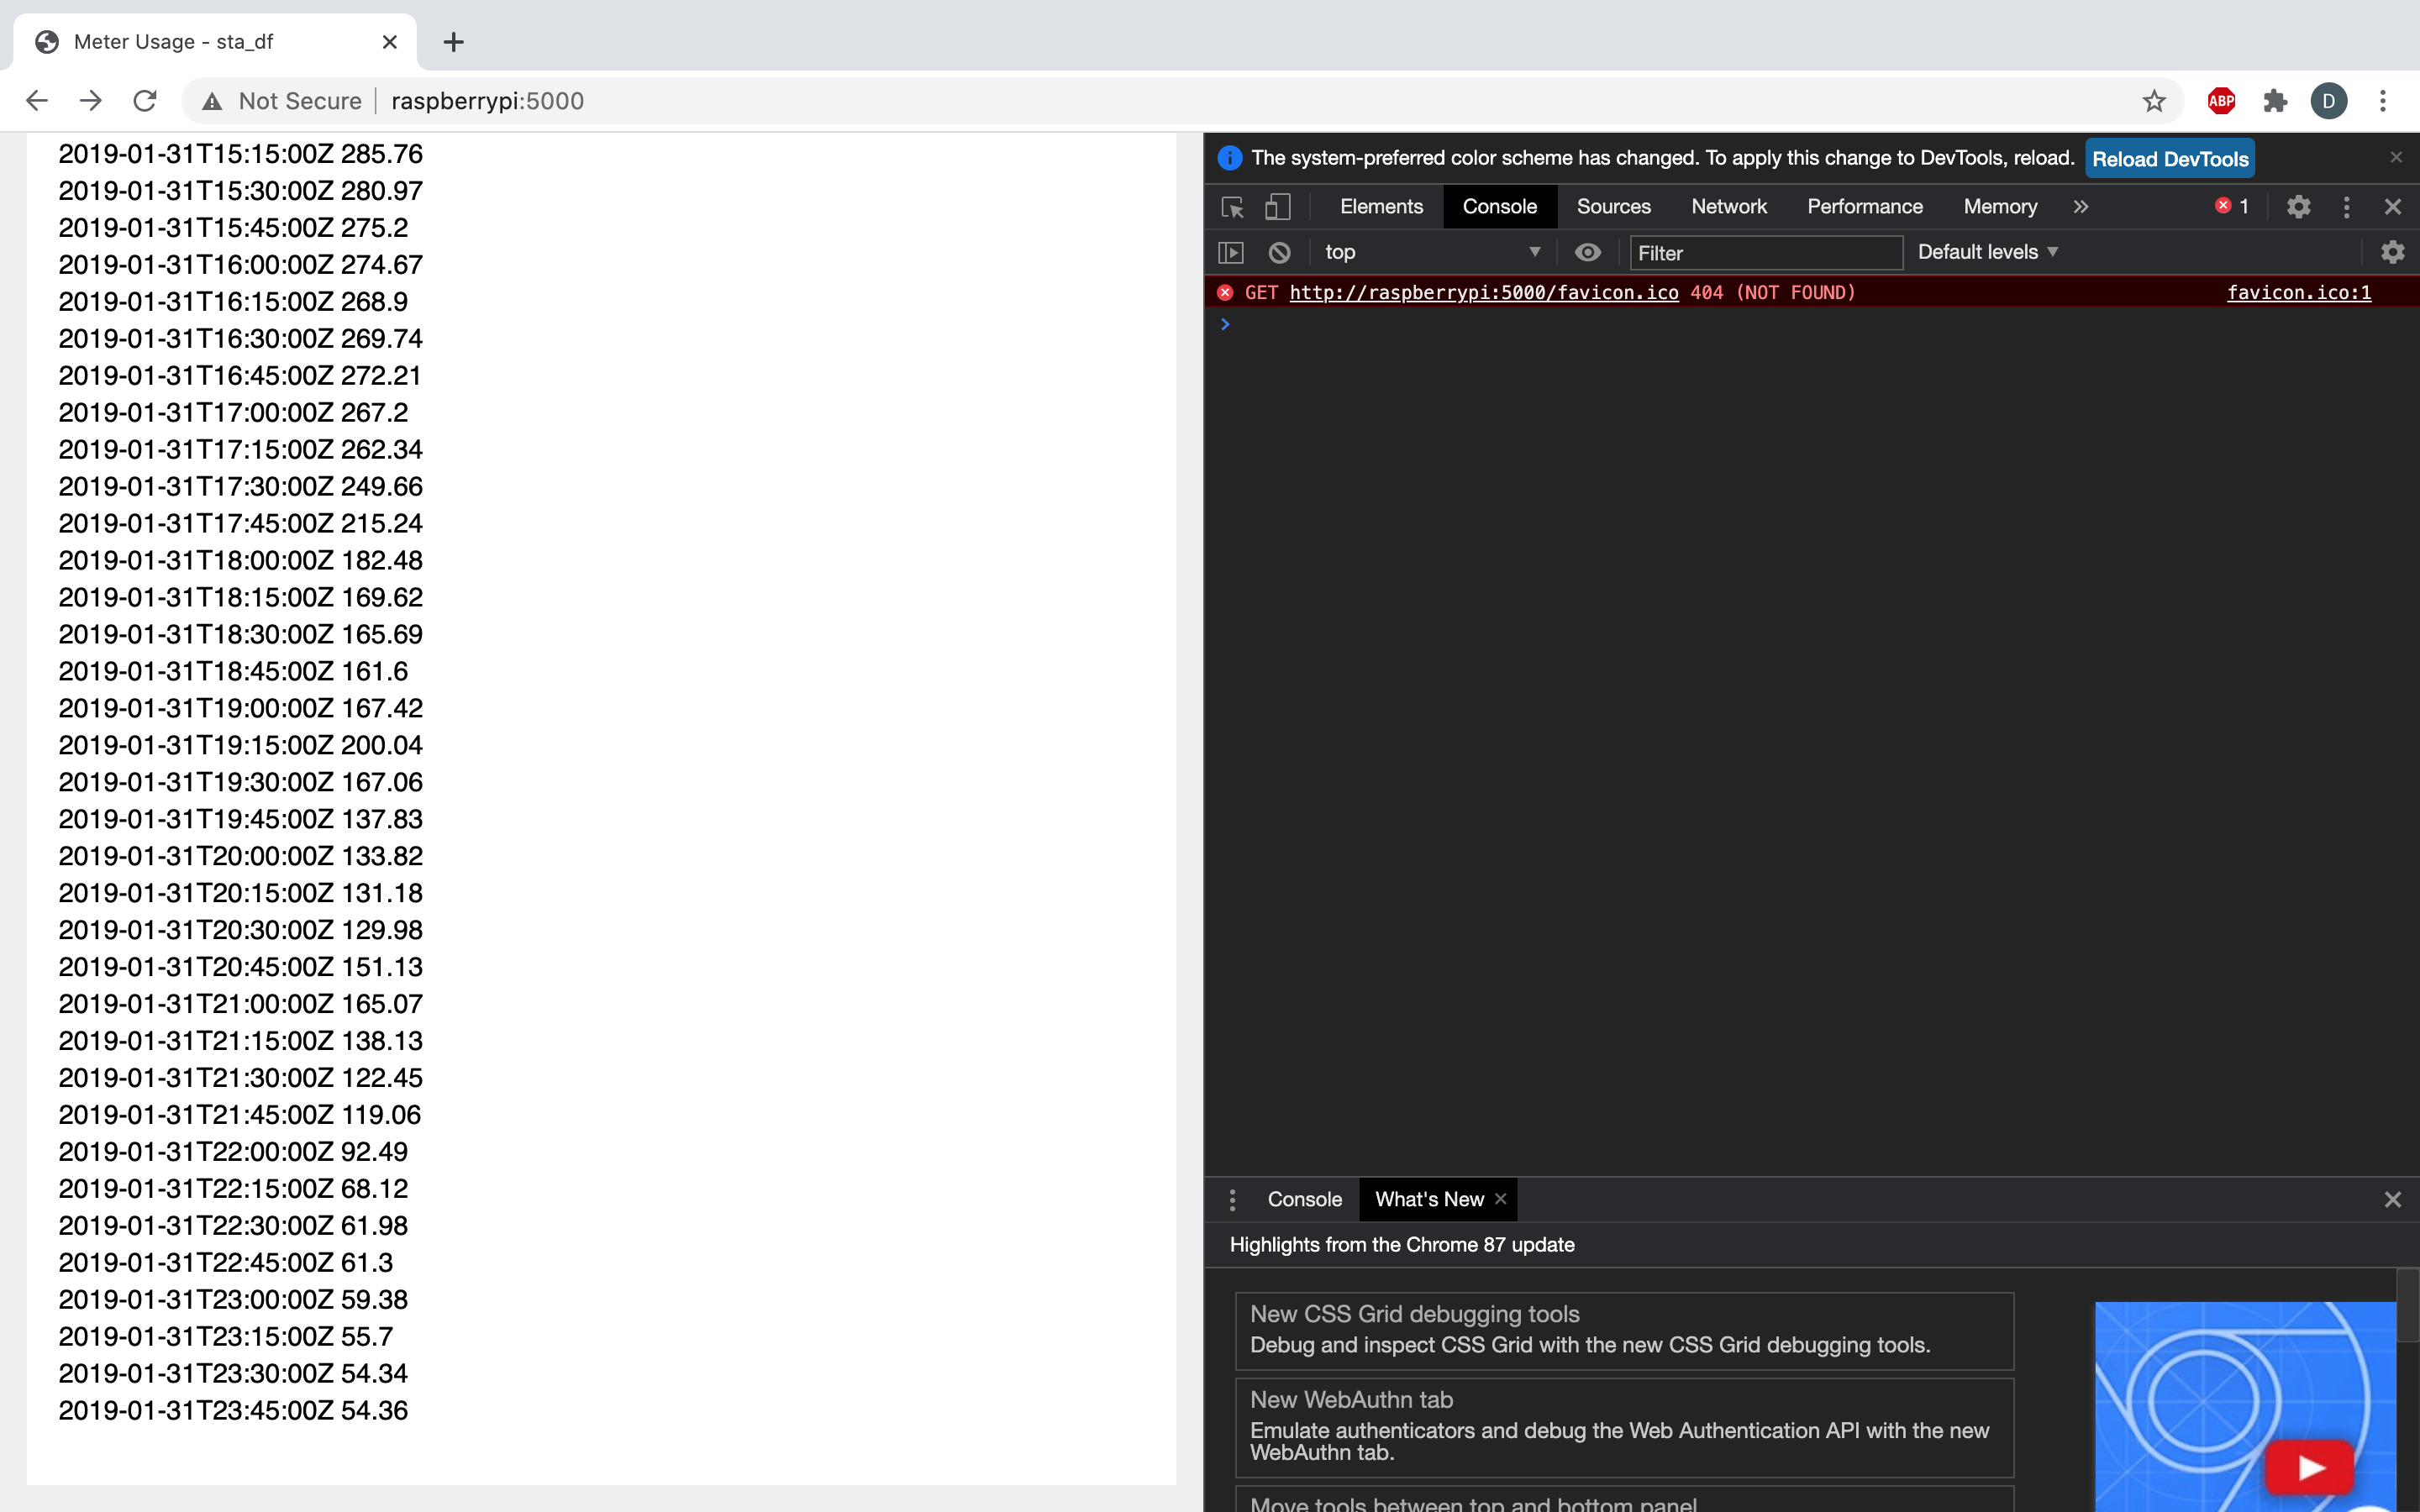 Meter Usage - sta_df
Not Secure raspberrypi:5000
ABP
D
2019-01-31T15:15:00Z 285.76
2019-01-31T15:30:00Z 280.97
2019-01-31T15:45:00Z 275.2
2019-01-31T16:00:00Z 274.67
2019-01-31T16:15:00Z 268.9
2019-01-31T16:30:00Z 269.74
2019-01-31T16:45:00Z 272.21
2019-01-31T17:00:00Z 267.2
2019-01-31T17:15:00Z 262.34
2019-01-31T17:30:00Z 249.66
2019-01-31T17:45:00Z 215.24
2019-01-31T18:00:00Z 182.48
2019-01-31T18:15:00Z 169.62
2019-01-31T18:30:00Z 165.69
2019-01-31T18:45:00Z 161.6
2019-01-31T19:00:00Z 167.42
2019-01-31T19:15:00Z 200.04
2019-01-31T19:30:00Z 167.06
2019-01-31T19:45:00Z 137.83
2019-01-31T20:00:00Z 133.82
2019-01-31T20:15:00Z 131.18
2019-01-31T20:30:00Z 129.98
2019-01-31T20:45:00Z 151.13
2019-01-31T21:00:00Z 165.07
2019-01-31T21:15:00Z 138.13
2019-01-31T21:30:00Z 122.45
2019-01-31T21:45:00Z 119.06
2019-01-31T22:00:00Z 92.49
2019-01-31T22:15:00Z 68.12
2019-01-31T22:30:00Z 61.98
2019-01-31T22:45:00Z 61.3
2019-01-31T23:00:00Z 59.38
2019-01-31T23:15:00Z 55.7
2019-01-31T23:30:00Z 54.34
2019-01-31T23:45:00Z 54.36
The system-preferred color scheme has changed. To apply this change to DevTools, reload. Reload DevTools
Elements Console Sources Network Performance Memory » 1
top Filter Default levels
GET http://raspberrypi:5000/favicon.ico 404 (NOT FOUND) favicon.ico:1
Console What's New
Highlights from the Chrome 87 update
New CSS Grid debugging tools
Debug and inspect CSS Grid with the new CSS Grid debugging tools.
New WebAuthn tab
Emulate authenticators and debug the Web Authentication API with the new
WebAuthn tab.
Move tools between top and bottom panel